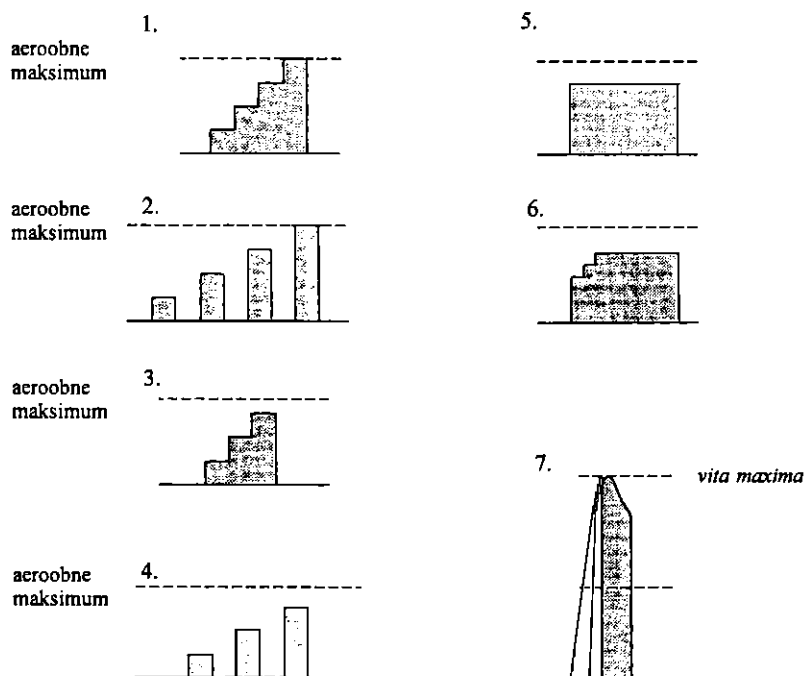 1.
aeroobne
maksimum
5.
aeroobne
maksimum
2.
6.
aeroobne
maksimum
3.
7.
vita maxima
aeroobne
maksimum
4.